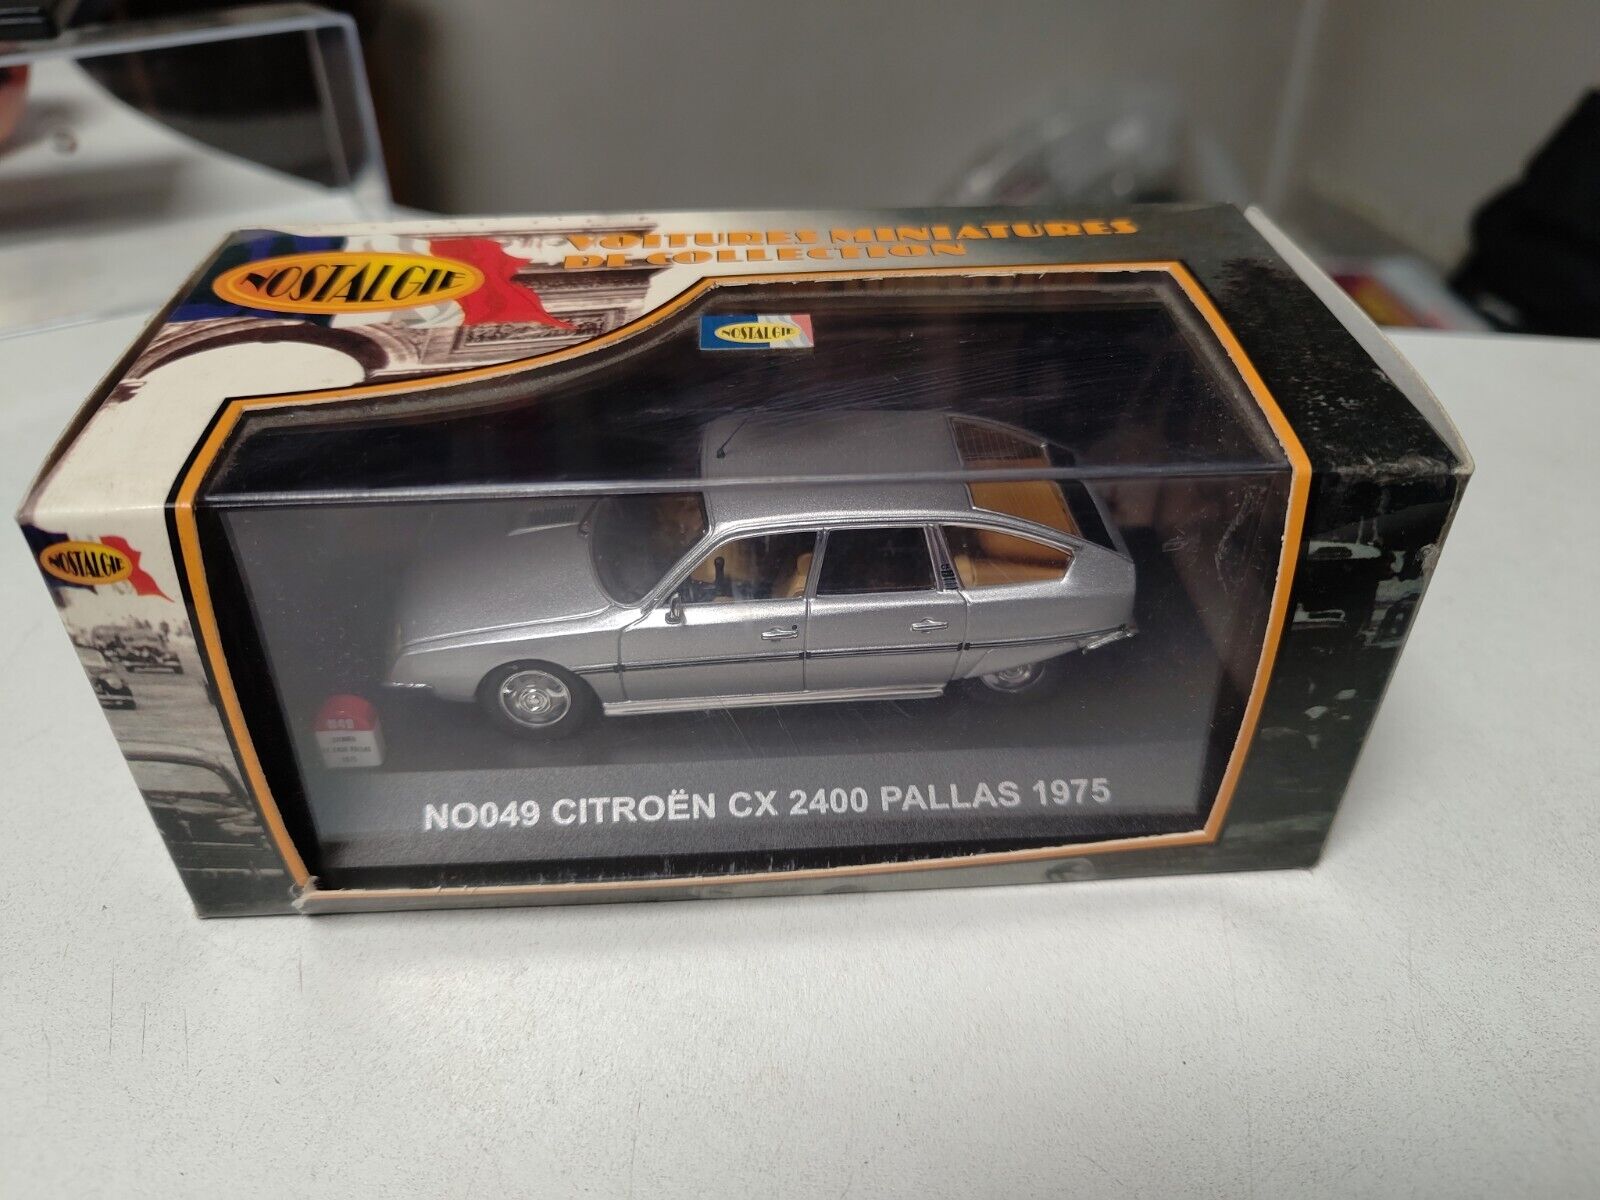 VOITURES MINIATURES
DE COLLECTION
NOSTALGIE
NOSTALGIE
NOSTALGIE
NO049 CITROËN CX 2400 PALLAS 1975